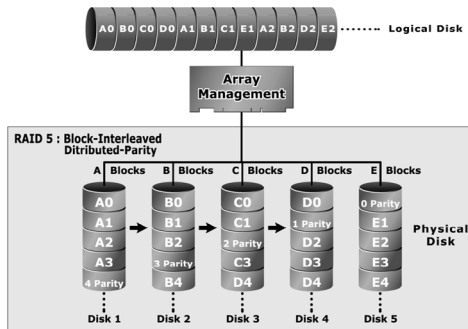 A0 B0 C0 D0 A1 B1 C1 E1 A2 B2 D2 E2
Logical Disk
Array
Management
RAID 5 : Block-Interleaved
Ditributed-Parity
A Blocks B Blocks C Blocks D Blocks E Blocks
A0 B0 C0 D0 0 Parity
A1 B1 C1 1 Parity E1
A2 B2 2 Parity D2 E2
A3 3 Parity C3 D3 E3
4 Parity B4 D4 D4 E4
Physical
Disk
Disk 1 Disk 2 Disk 3 Disk 4 Disk 5